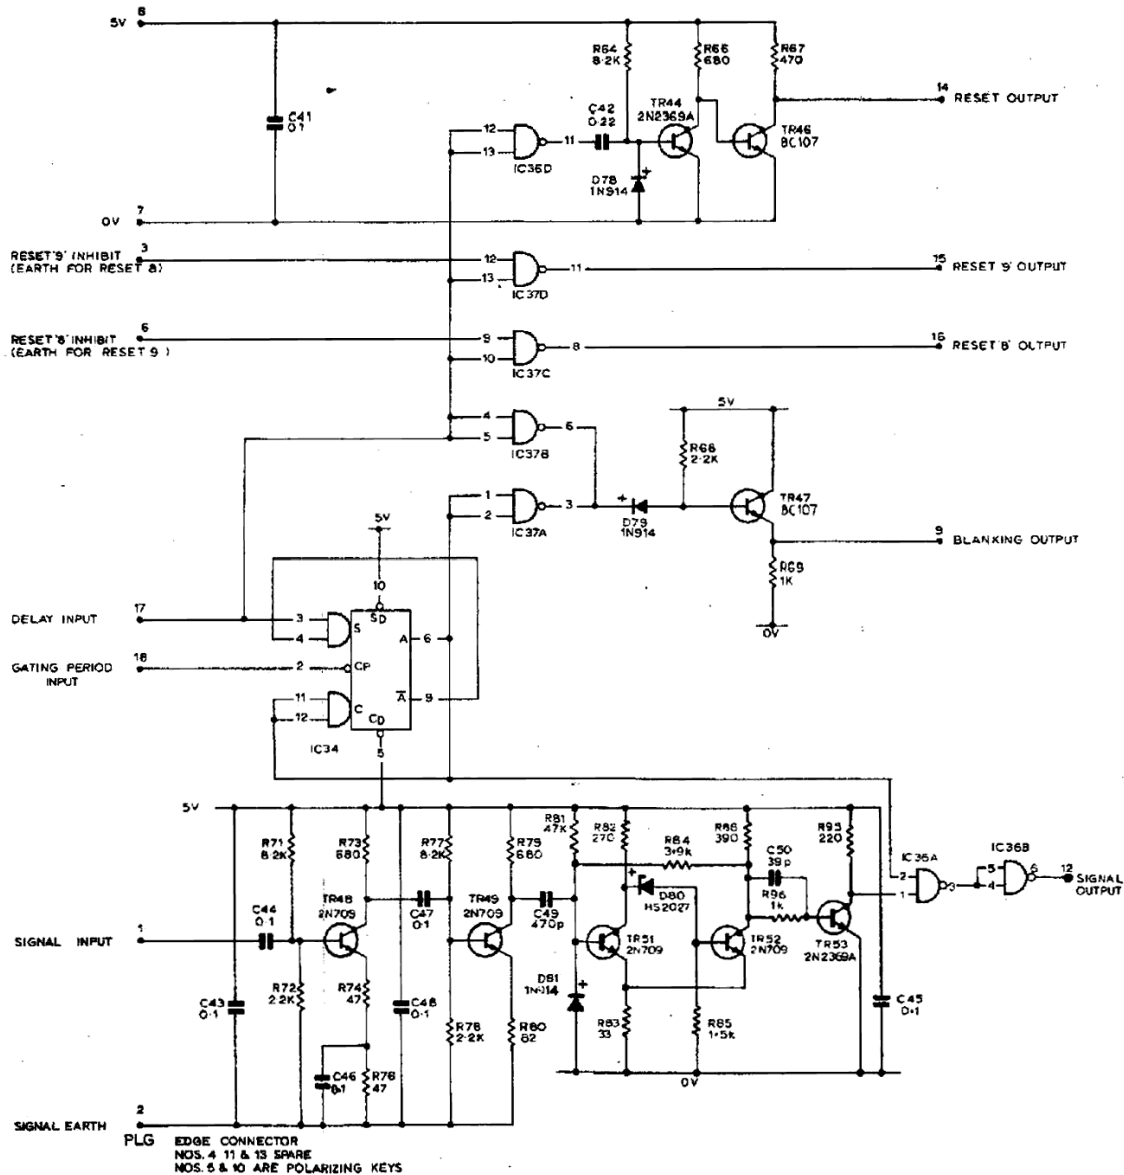 8
5V
C41
0·1
R64
8·2K
R66
680
R67
470
14
RESET OUTPUT
TR44
2N2369A
C42
0·22
TR46
BC107
12
13
11
IC36D
D78
1N914
+
7
0V
RESET'9' INHIBIT
(EARTH FOR RESET 8)
3
12
13
11
IC37D
15
RESET '9' OUTPUT
RESET'8' INHIBIT
(EARTH FOR RESET 9 )
6
9
10
8
IC37C
16
RESET '8' OUTPUT
4
5
6
IC37B
5V
R68
2·2K
1
2
3
IC37A
+
D79
1N914
TR47
BC107
9
BLANKING OUTPUT
R69
1K
0V
5V
10
SD
DELAY INPUT
17
3
4
S
A
6
GATING PERIOD
INPUT
18
2
CP
11
12
C
A
9
CD
5
IC34
5V
R71
8·2K
R73
680
R77
8·2K
R79
680
R81
47K
R82
270
R84
3·9k
R86
390
C50
39p
R95
220
IC36A
2
1
3
IC36B
5
4
6
12
SIGNAL
OUTPUT
R96
1k
D80
HS2027
+
C44
0·1
TR48
2N709
C47
0·1
TR49
2N709
C49
470p
SIGNAL INPUT
1
TR51
2N709
TR52
2N709
TR53
2N2369A
D81
1N914
+
C43
0·1
R72
2·2K
R74
47
C48
0·1
R78
2·2K
R80
82
R83
33
R85
1·5k
C45
0·1
C46
0·1
R76
47
0V
SIGNAL EARTH
2
PLG
EDGE CONNECTOR
NOS. 4 11 & 13 SPARE
NOS. 5 & 10 ARE POLARIZING KEYS